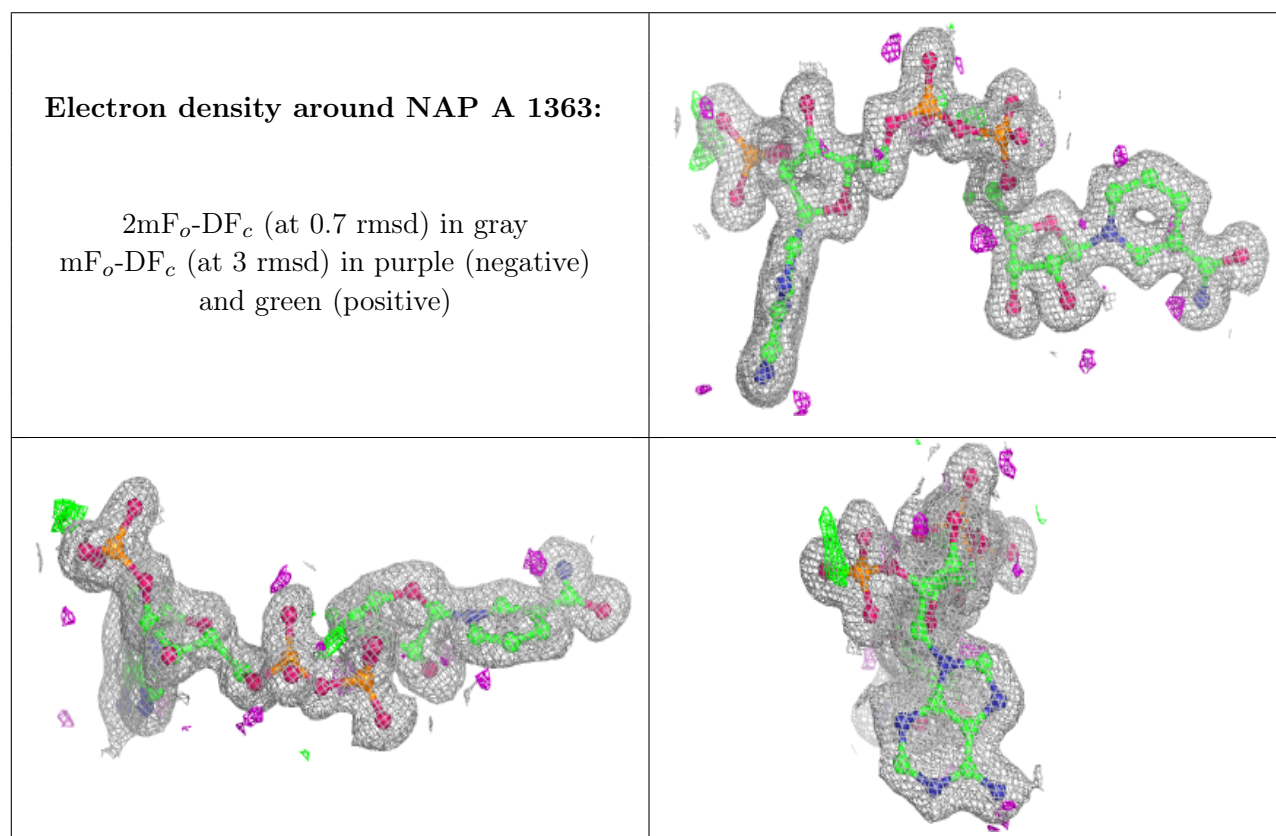 Electron density around NAP A 1363:
2mFo-DFc (at 0.7 rmsd) in gray
mFo-DFc (at 3 rmsd) in purple (negative)
and green (positive)